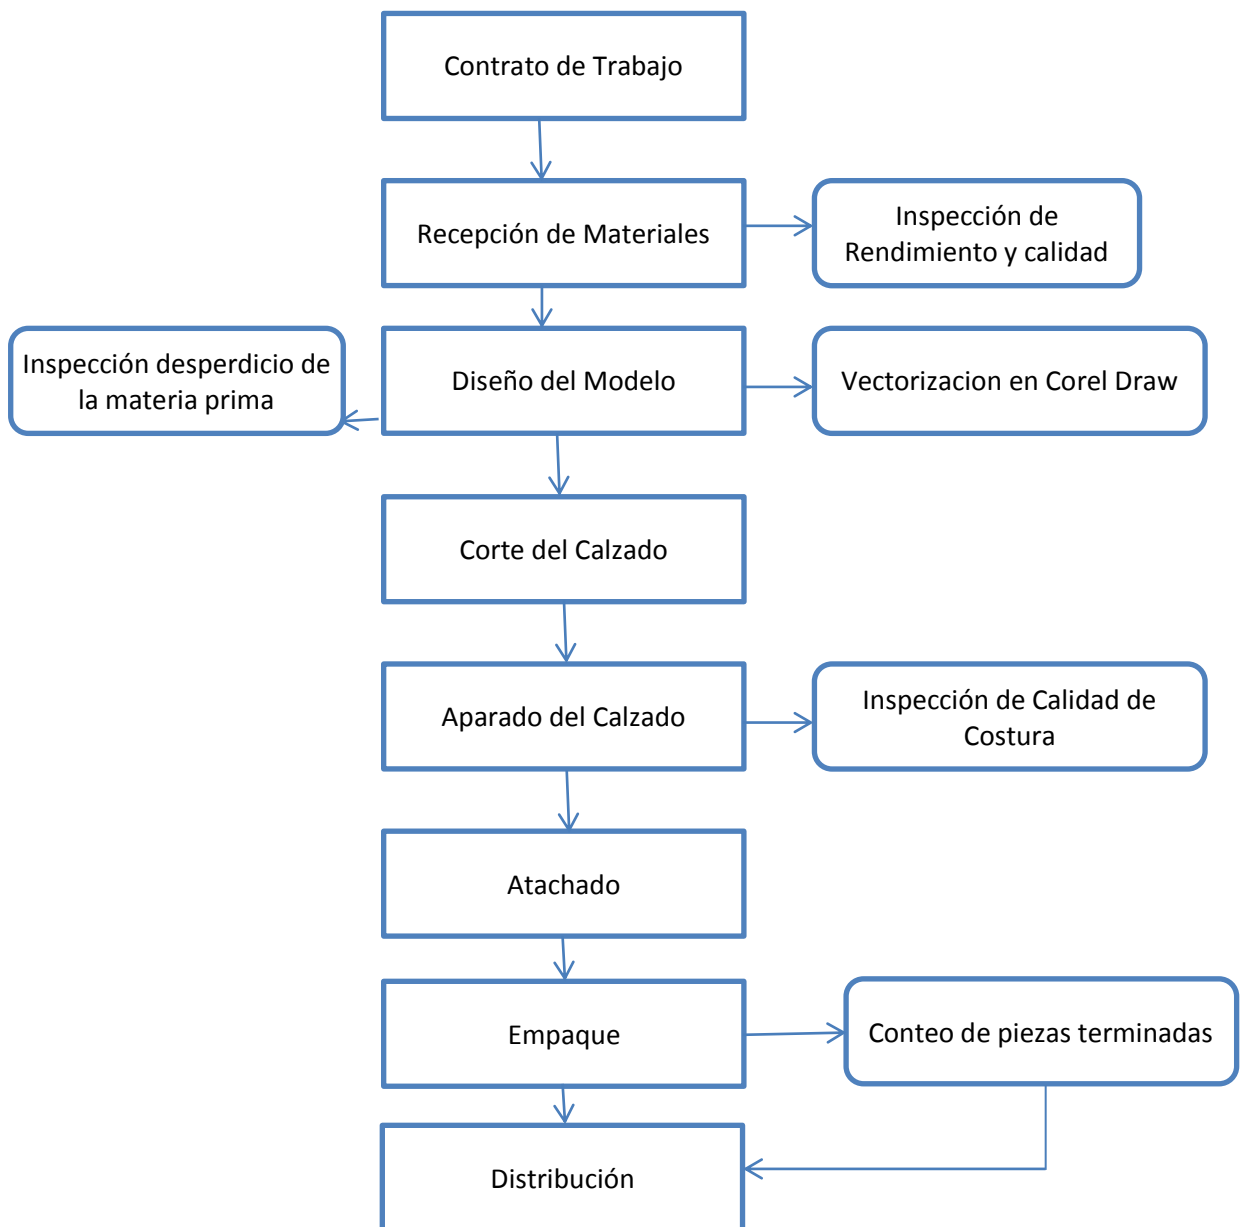 Contrato de Trabajo
Recepción de Materiales
Inspección de
Rendimiento y calidad
Inspección desperdicio de
la materia prima
Diseño del Modelo
Vectorizacion en Corel Draw
Corte del Calzado
Aparado del Calzado
Inspección de Calidad de
Costura
Atachado
Empaque
Conteo de piezas terminadas
Distribución